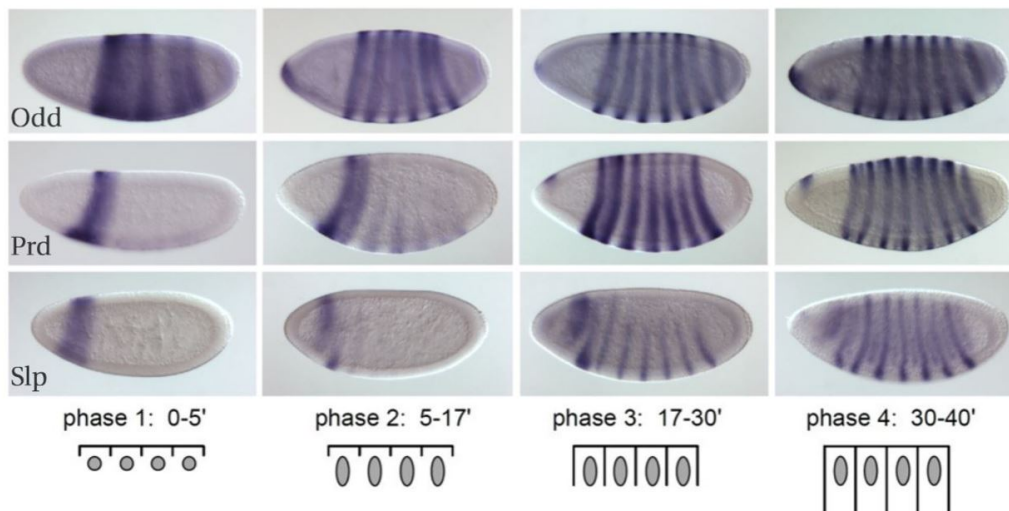 Odd
Prd
Slp
phase 1: 0-5'
phase 2: 5-17'
phase 3: 17-30'
phase 4: 30-40'